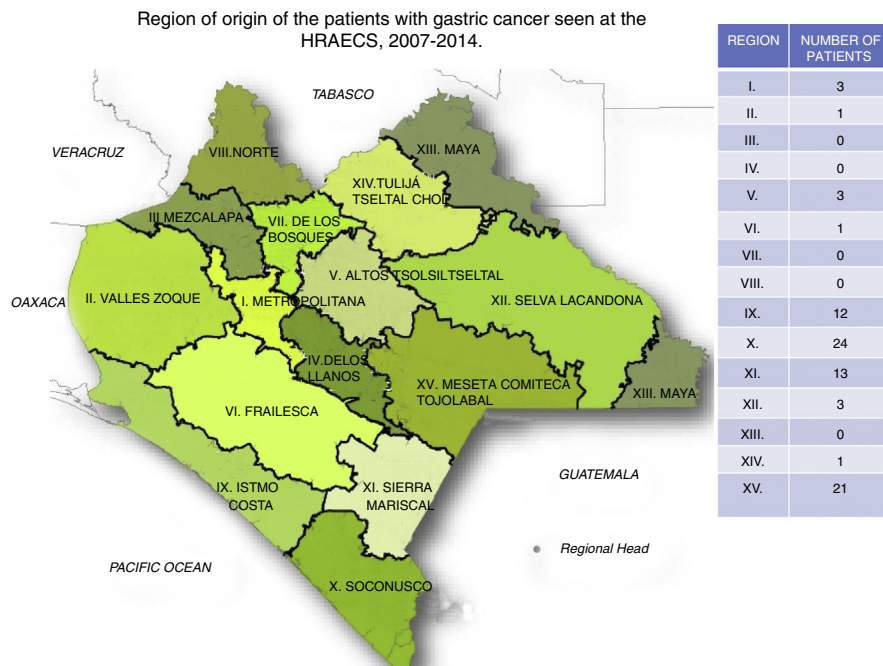 Region of origin of the patients with gastric cancer seen at the
HRAECS, 2007-2014.
TABASCO
VERACRUZ
VIII.NORTE
XIII. MAYA
XIV.TULIJÁ
TSELTAL CHOL
III MEZCALAPA
VII. DE LOS
BOSQUES
V. ALTOS TSOLSILTSELTAL
OAXACA
II. VALLES ZOQUE
I. METROPOLITANA
XII. SELVA LACANDONA
IV.DELOS
LLANOS
XV. MESETA COMITECA
TOJOLABAL
XIII. MAYA
VI. FRAILESCA
GUATEMALA
IX. ISTMO
COSTA
XI. SIERRA
MARISCAL
Regional Head
PACIFIC OCEAN
X. SOCONUSCO
REGION NUMBER OF
PATIENTS
I. 3
II. 1
III. 0
IV. 0
V. 3
VI. 1
VII. 0
VIII. 0
IX. 12
X. 24
XI. 13
XII. 3
XIII. 0
XIV. 1
XV. 21